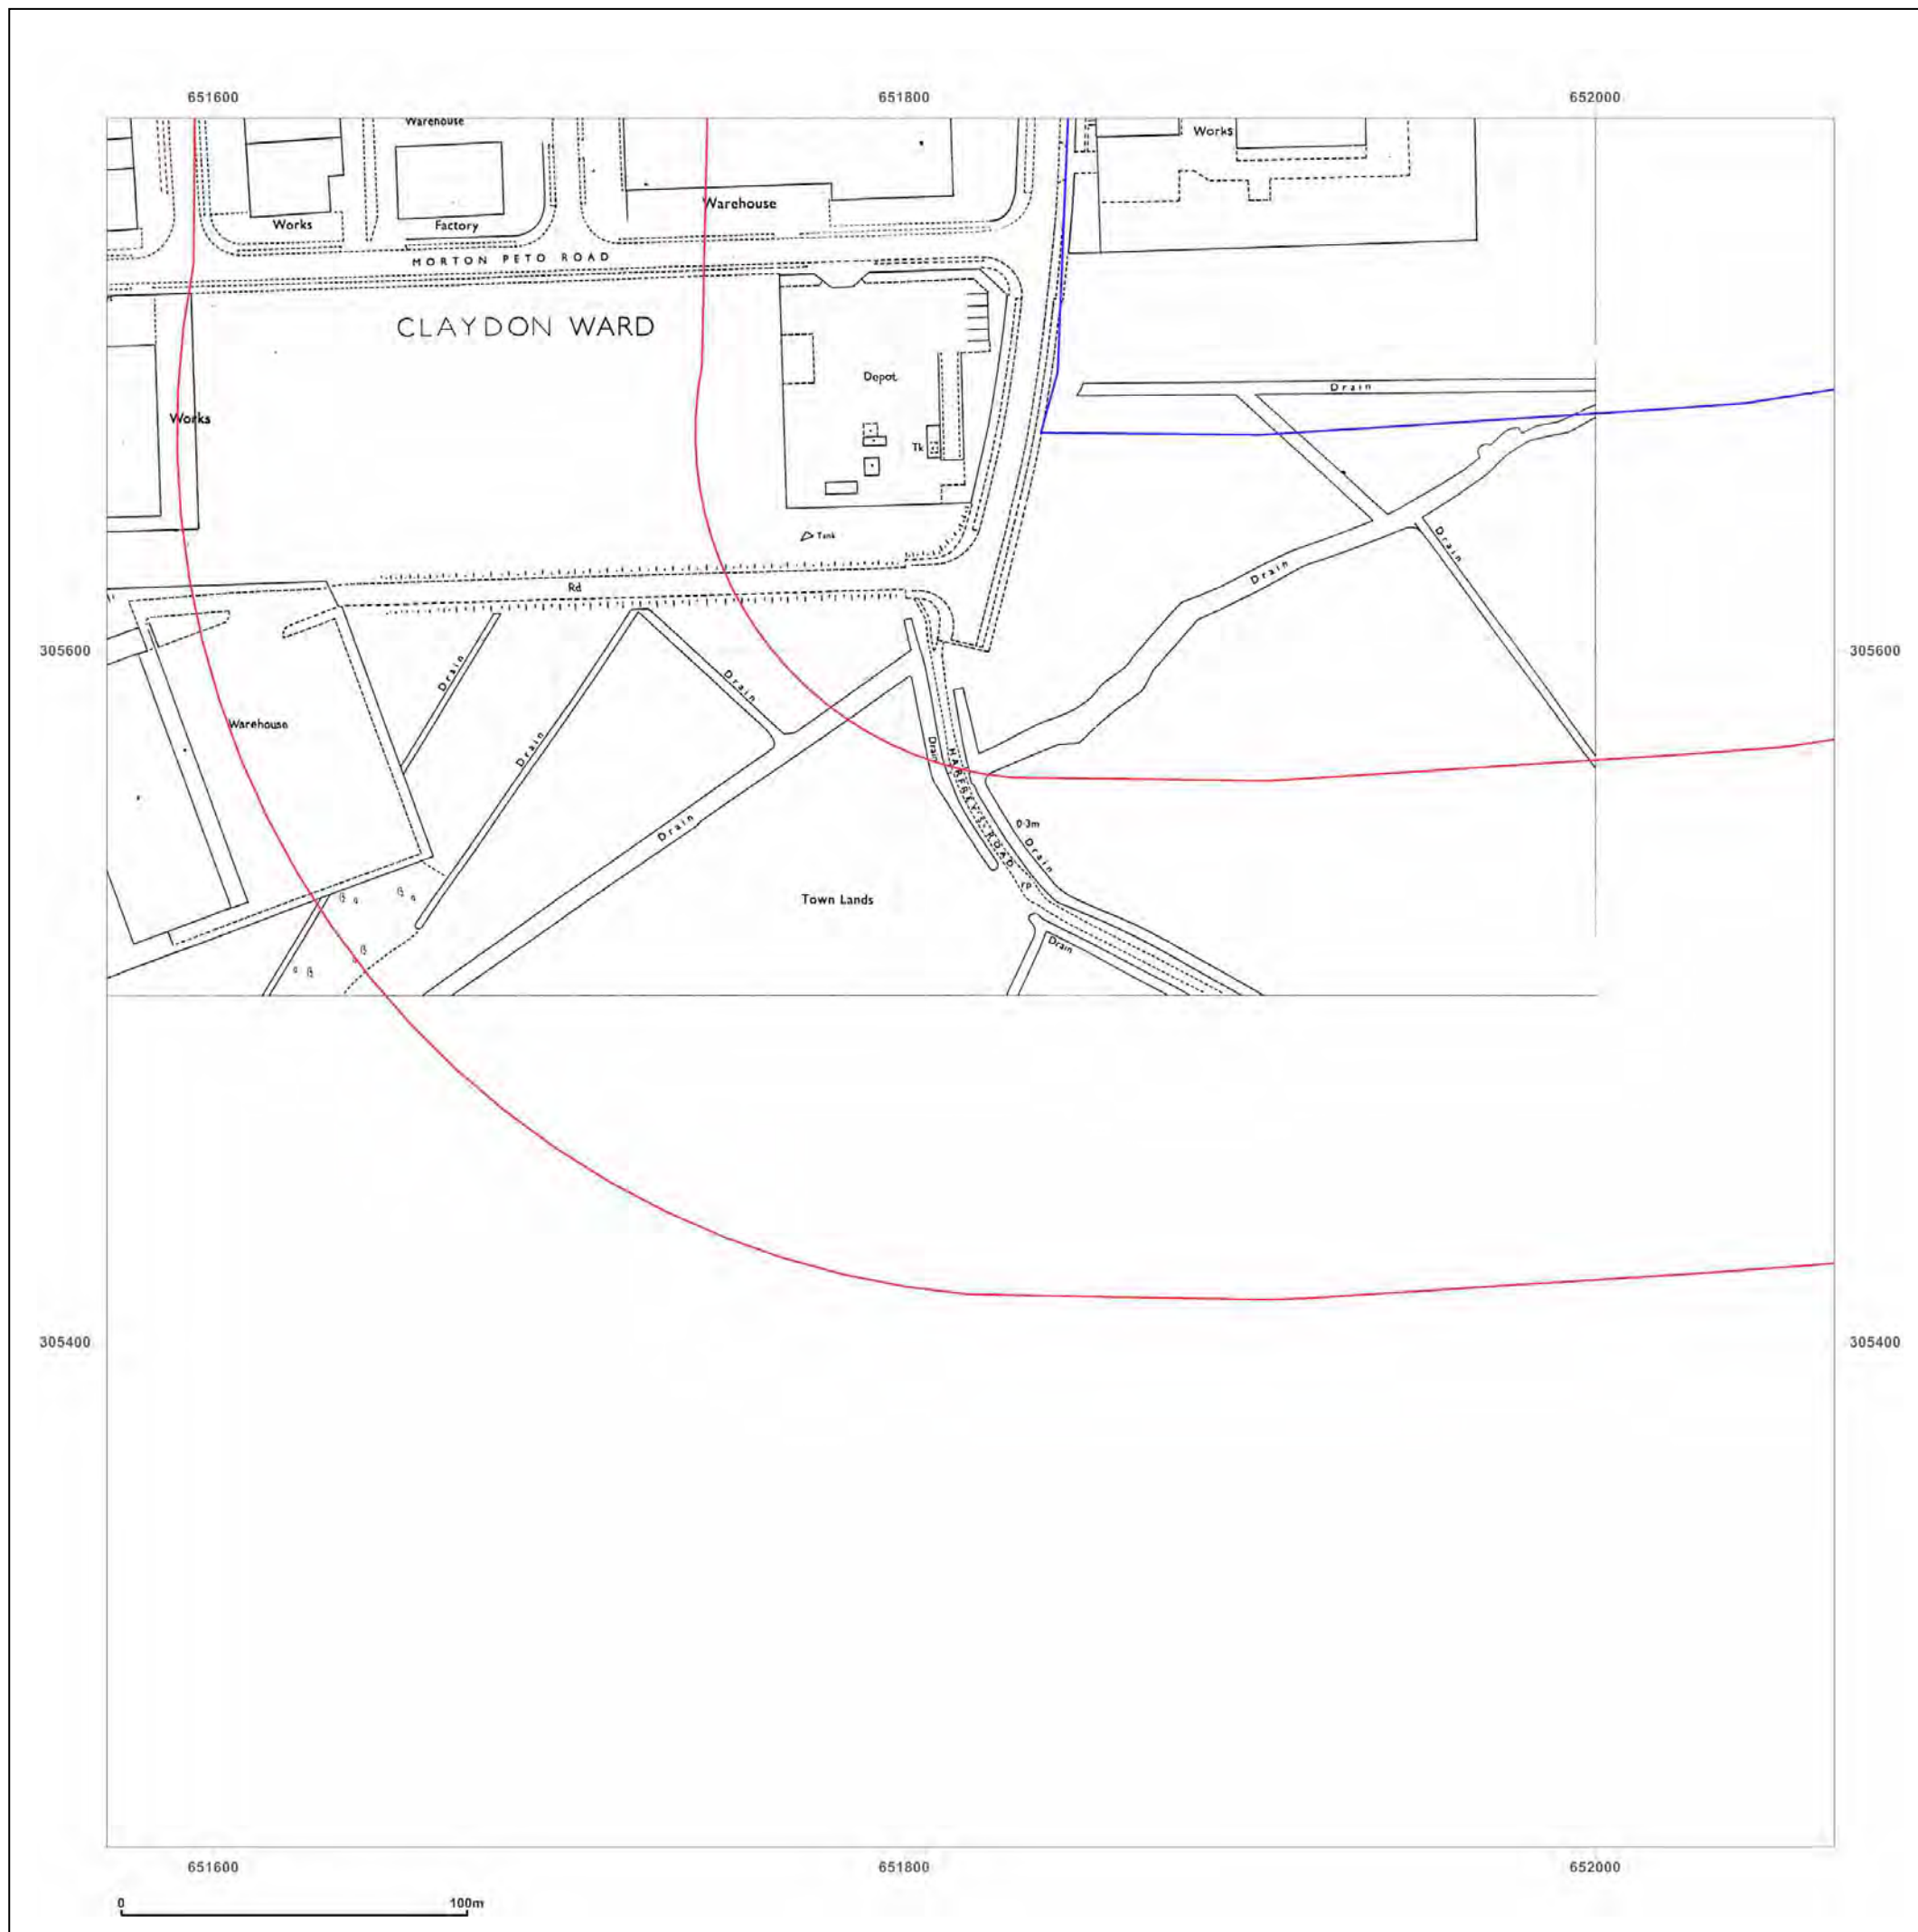 651600 651800 652000
Warehouse
Works
Warehouse
Works
Factory
MORTON PETO ROAD
CLAYDON WARD
Depot
Drain
Works
Tk
Tank
Drain
Drain
Rd
305600
305600
Drain
Drain
Warehouse
Drain
Drain
HARFREY'S ROAD
Drain
0·3m
Drain
FP
Town Lands
Drain
305400
305400
651600 651800 652000
0 100m